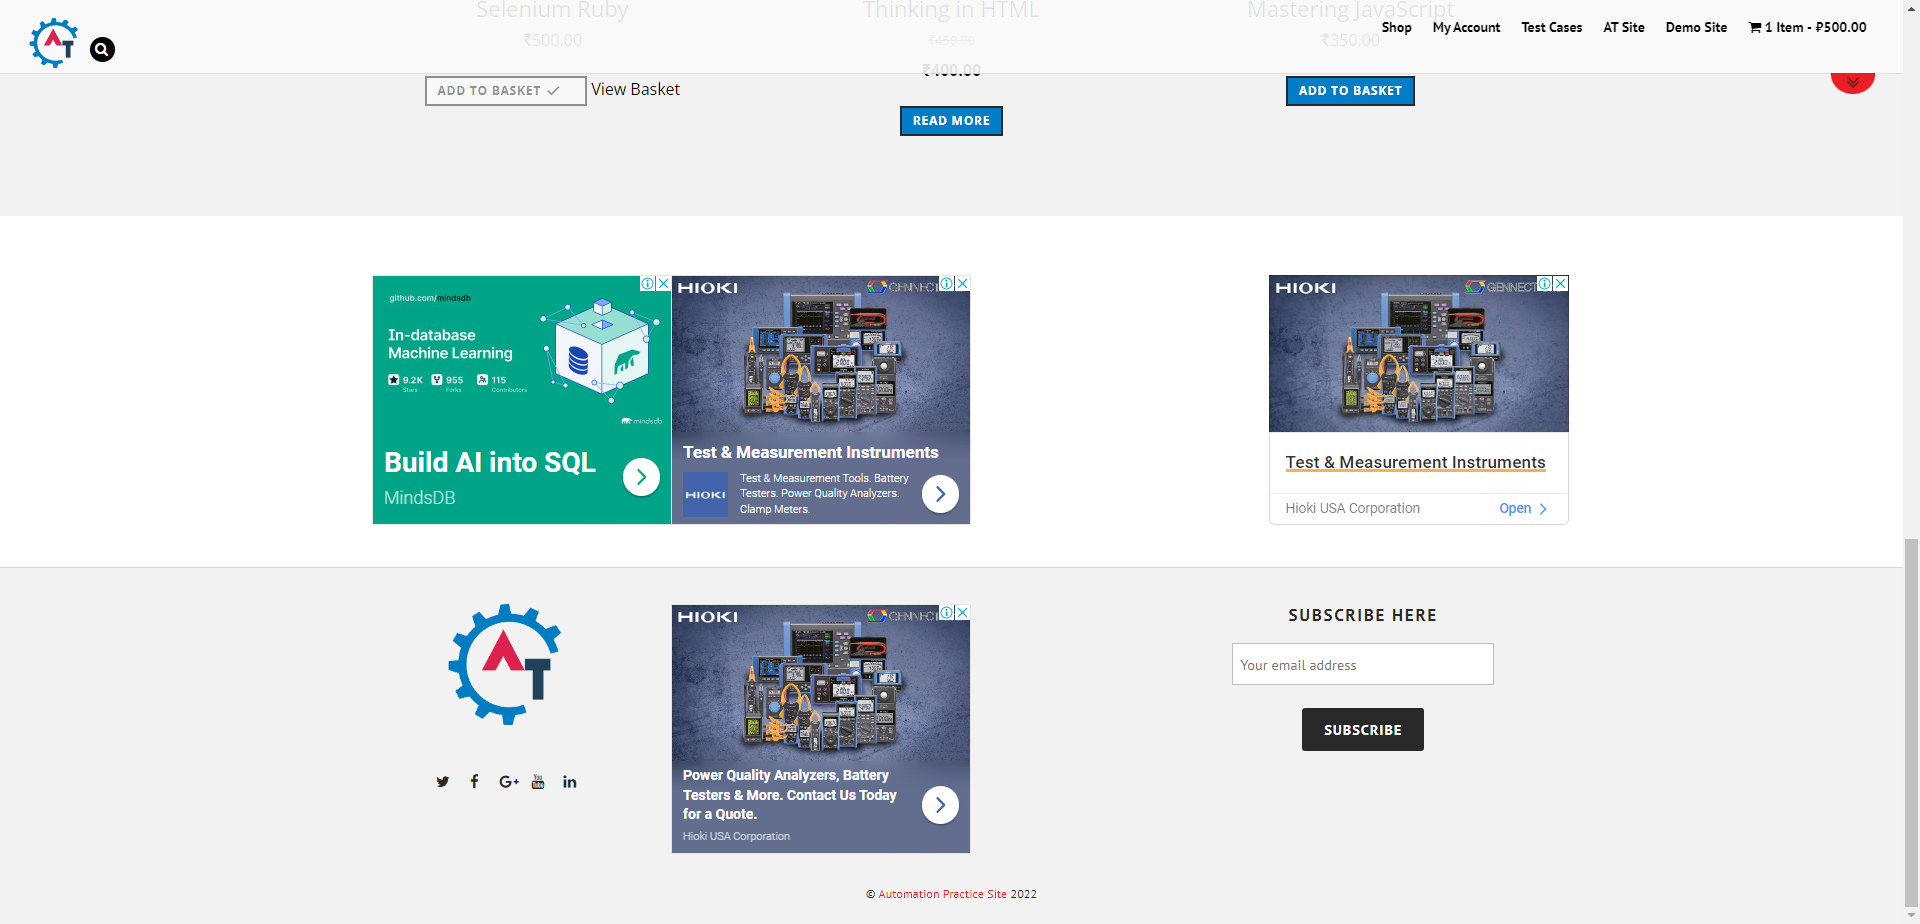 Selenium Ruby
Thinking in HTML
Mastering JavaScript
₹500.00
₹450.00
₹350.00
₹400.00
AT
Shop
My Account
Test Cases
AT Site
Demo Site
1 Item - ₽500.00
ADD TO BASKET
View Basket
READ MORE
ADD TO BASKET
github.com/mindsdb
In-database
Machine Learning
9.2K
Stars
955
Forks
115
Contributors
mindsdb
Build AI into SQL
MindsDB
HIOKI
GENNECT
Test & Measurement Instruments
HIOKI
Test & Measurement Tools. Battery
Testers. Power Quality Analyzers.
Clamp Meters.
HIOKI
GENNECT
Test & Measurement Instruments
Hioki USA Corporation
Open
AT
HIOKI
GENNECT
Power Quality Analyzers, Battery
Testers & More. Contact Us Today
for a Quote.
Hioki USA Corporation
SUBSCRIBE HERE
Your email address
SUBSCRIBE
© Automation Practice Site 2022